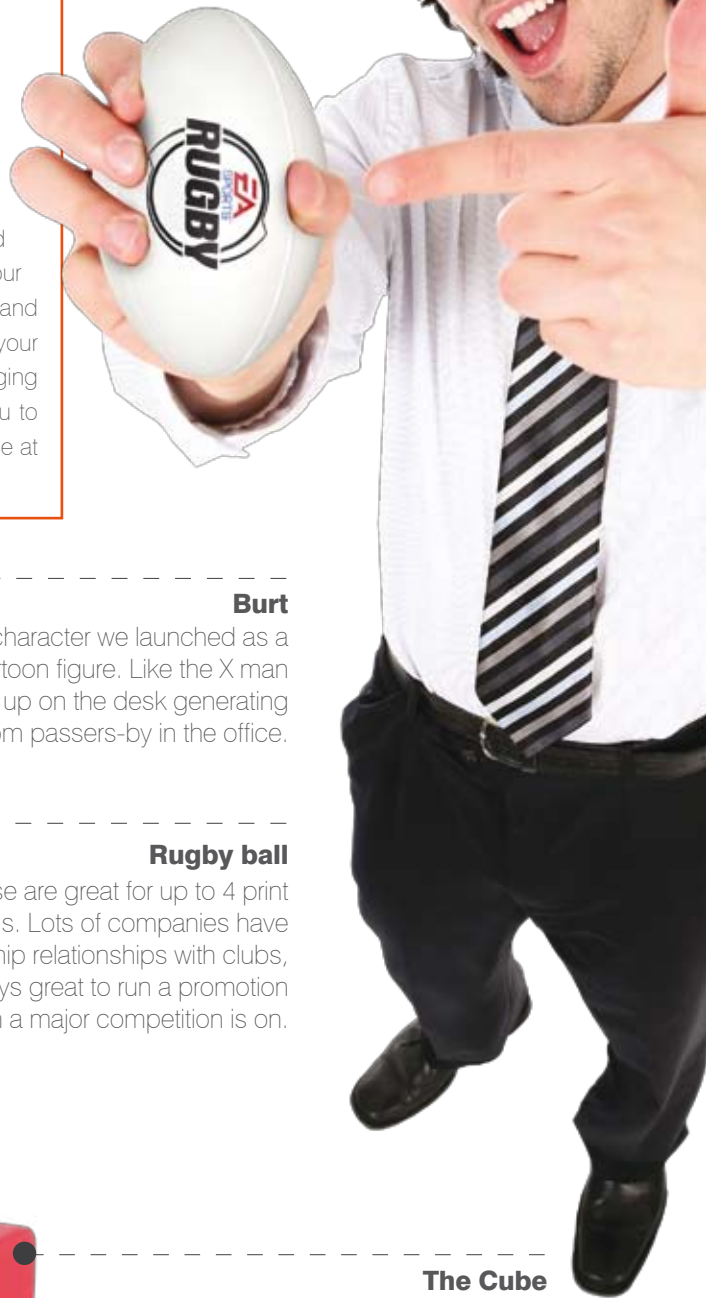 EA
SPORTS
RUGBY
d
our
and
your
ging
u to
e at
Burt
character we launched as a
toon figure. Like the X man
up on the desk generating
om passers-by in the office.
Rugby ball
se are great for up to 4 print
s. Lots of companies have
hip relationships with clubs,
ys great to run a promotion
n a major competition is on.
The Cube